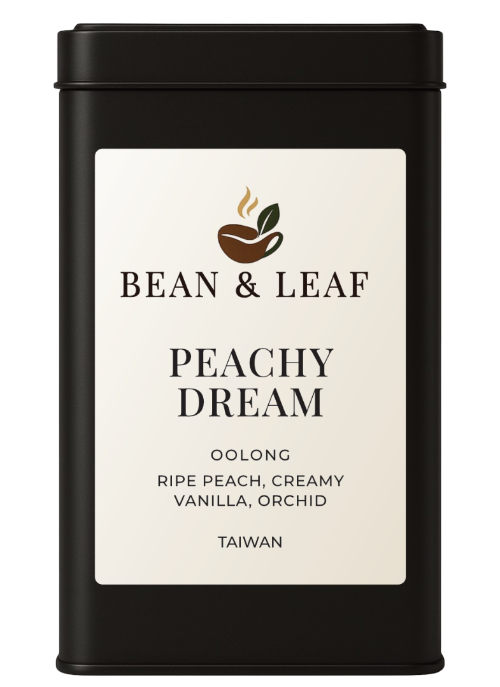 BEAN & LEAF
PEACHY
DREAM
OOLONG
RIPE PEACH, CREAMY
VANILLA, ORCHID
TAIWAN